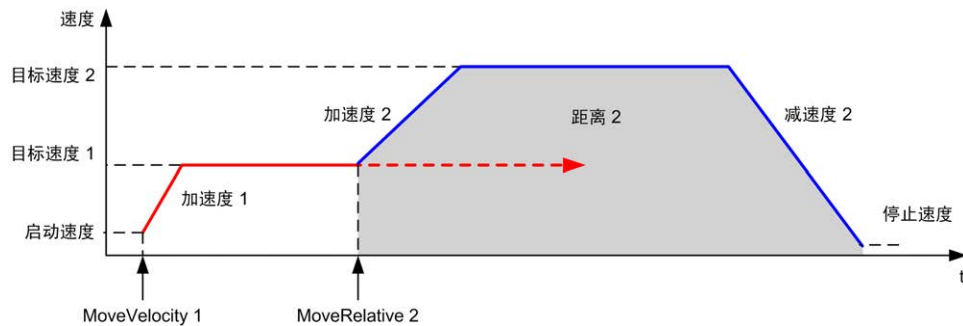 速度
目标速度 2
加速度 2
距离 2
减速度 2
目标速度 1
加速度 1
停止速度
启动速度
t
MoveVelocity 1
MoveRelative 2